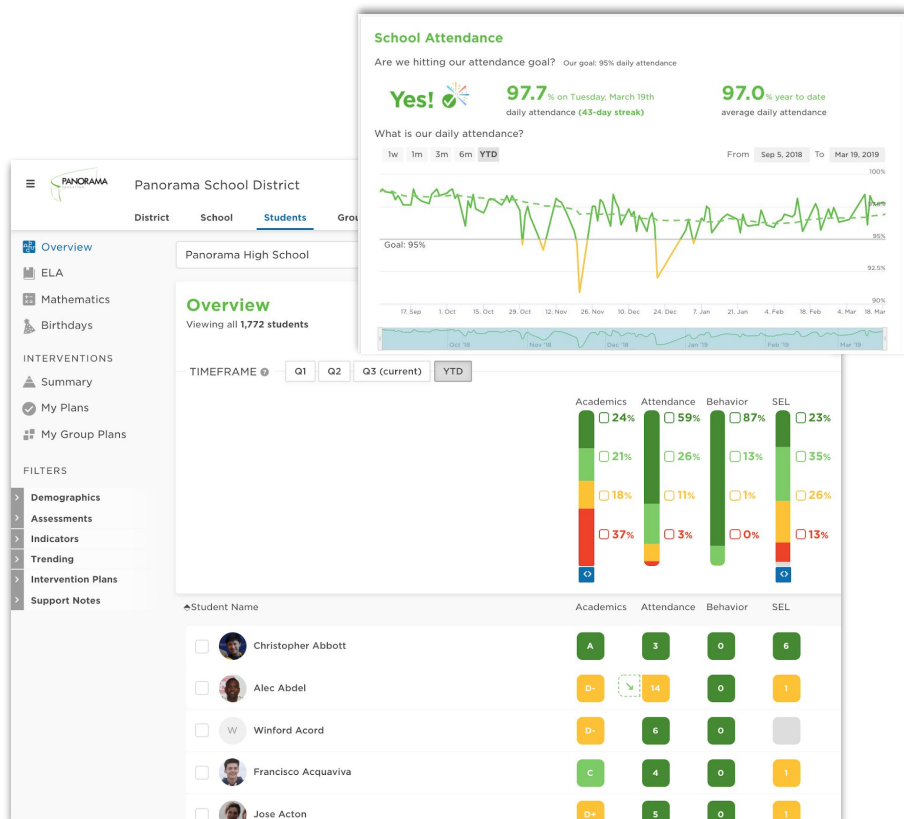 School Attendance
Are we hitting our attendance goal? Our goal: 95% daily attendance
Yes!
97.7% on Tuesday, March 19th
daily attendance (43-day streak)
97.0% year to date
average daily attendance
What is our daily attendance?
1w 1m 3m 6m YTD
From Sep 5, 2018 To Mar 19, 2019
100%
95%
Goal: 95%
92.5%
90%
17. Sep 1. Oct 15. Oct 29. Oct 12. Nov 26. Nov 10. Dec 24. Dec 7. Jan 21. Jan 4. Feb 18. Feb 4. Mar 18. Mar
Oct '18 Nov '18 Dec '18 Jan '19 Feb '19 Mar '19
PANORAMA
Panorama School District
District School Students Grou
Overview
ELA
Mathematics
Birthdays
INTERVENTIONS
Summary
My Plans
My Group Plans
FILTERS
Demographics
Assessments
Indicators
Trending
Intervention Plans
Support Notes
Panorama High School
Overview
Viewing all 1,772 students
TIMEFRAME ? Q1 Q2 Q3 (current) YTD
Academics Attendance Behavior SEL
24% 59% 87% 23%
21% 26% 13% 35%
18% 11% 1% 26%
37% 3% 0% 13%
Student Name Academics Attendance Behavior SEL
Christopher Abbott A 3 0 6
Alec Abdel D- 14 0 1
W Winford Acord D- 6 0
Francisco Acquaviva C 4 0 1
Jose Acton D+ 5 0 1